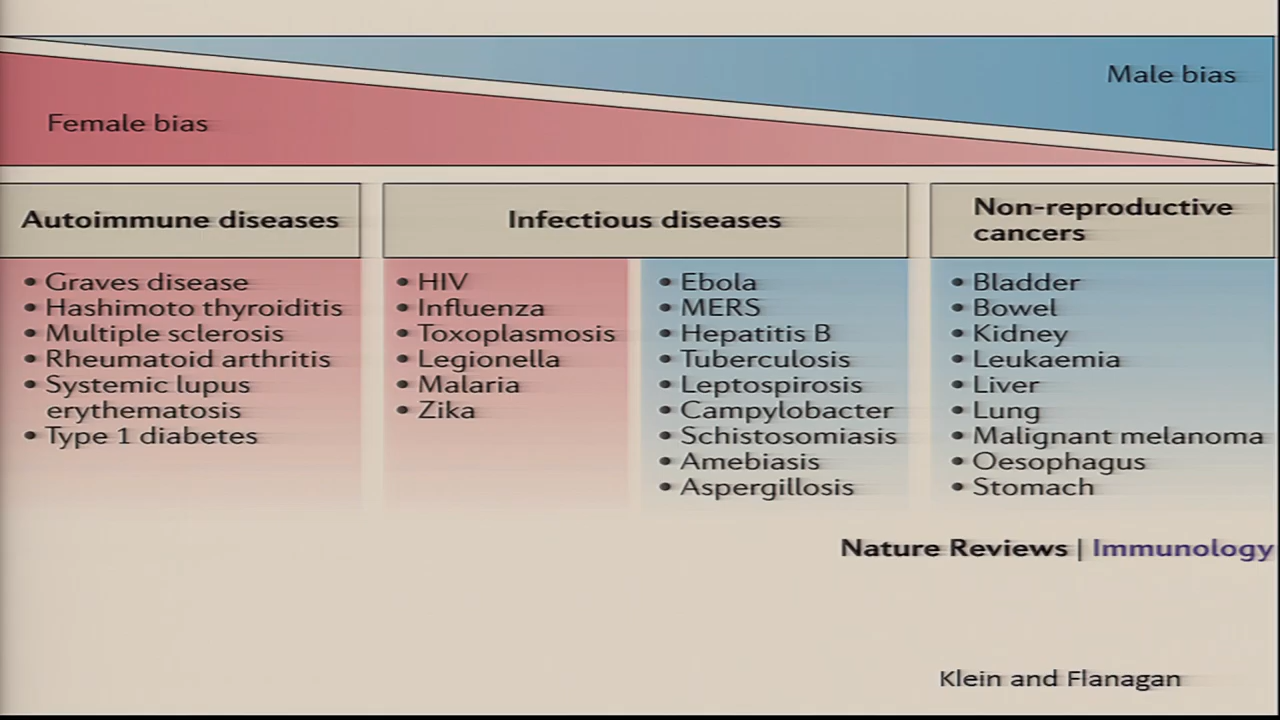 Male bias
Female bias
Autoimmune diseases
• Graves disease
• Hashimoto thyroiditis
• Multiple sclerosis
• Rheumatoid arthritis
• Systemic lupus
erythematosis
• Type 1 diabetes
Infectious diseases
• HIV
• Influenza
• Toxoplasmosis
• Legionella
• Malaria
• Zika
• Ebola
• MERS
• Hepatitis B
• Tuberculosis
• Leptospirosis
• Campylobacter
• Schistosomiasis
• Amebiasis
• Aspergillosis
Non-reproductive
cancers
• Bladder
• Bowel
• Kidney
• Leukaemia
• Liver
• Lung
• Malignant melanoma
• Oesophagus
• Stomach
Nature Reviews | Immunology
Klein and Flanagan